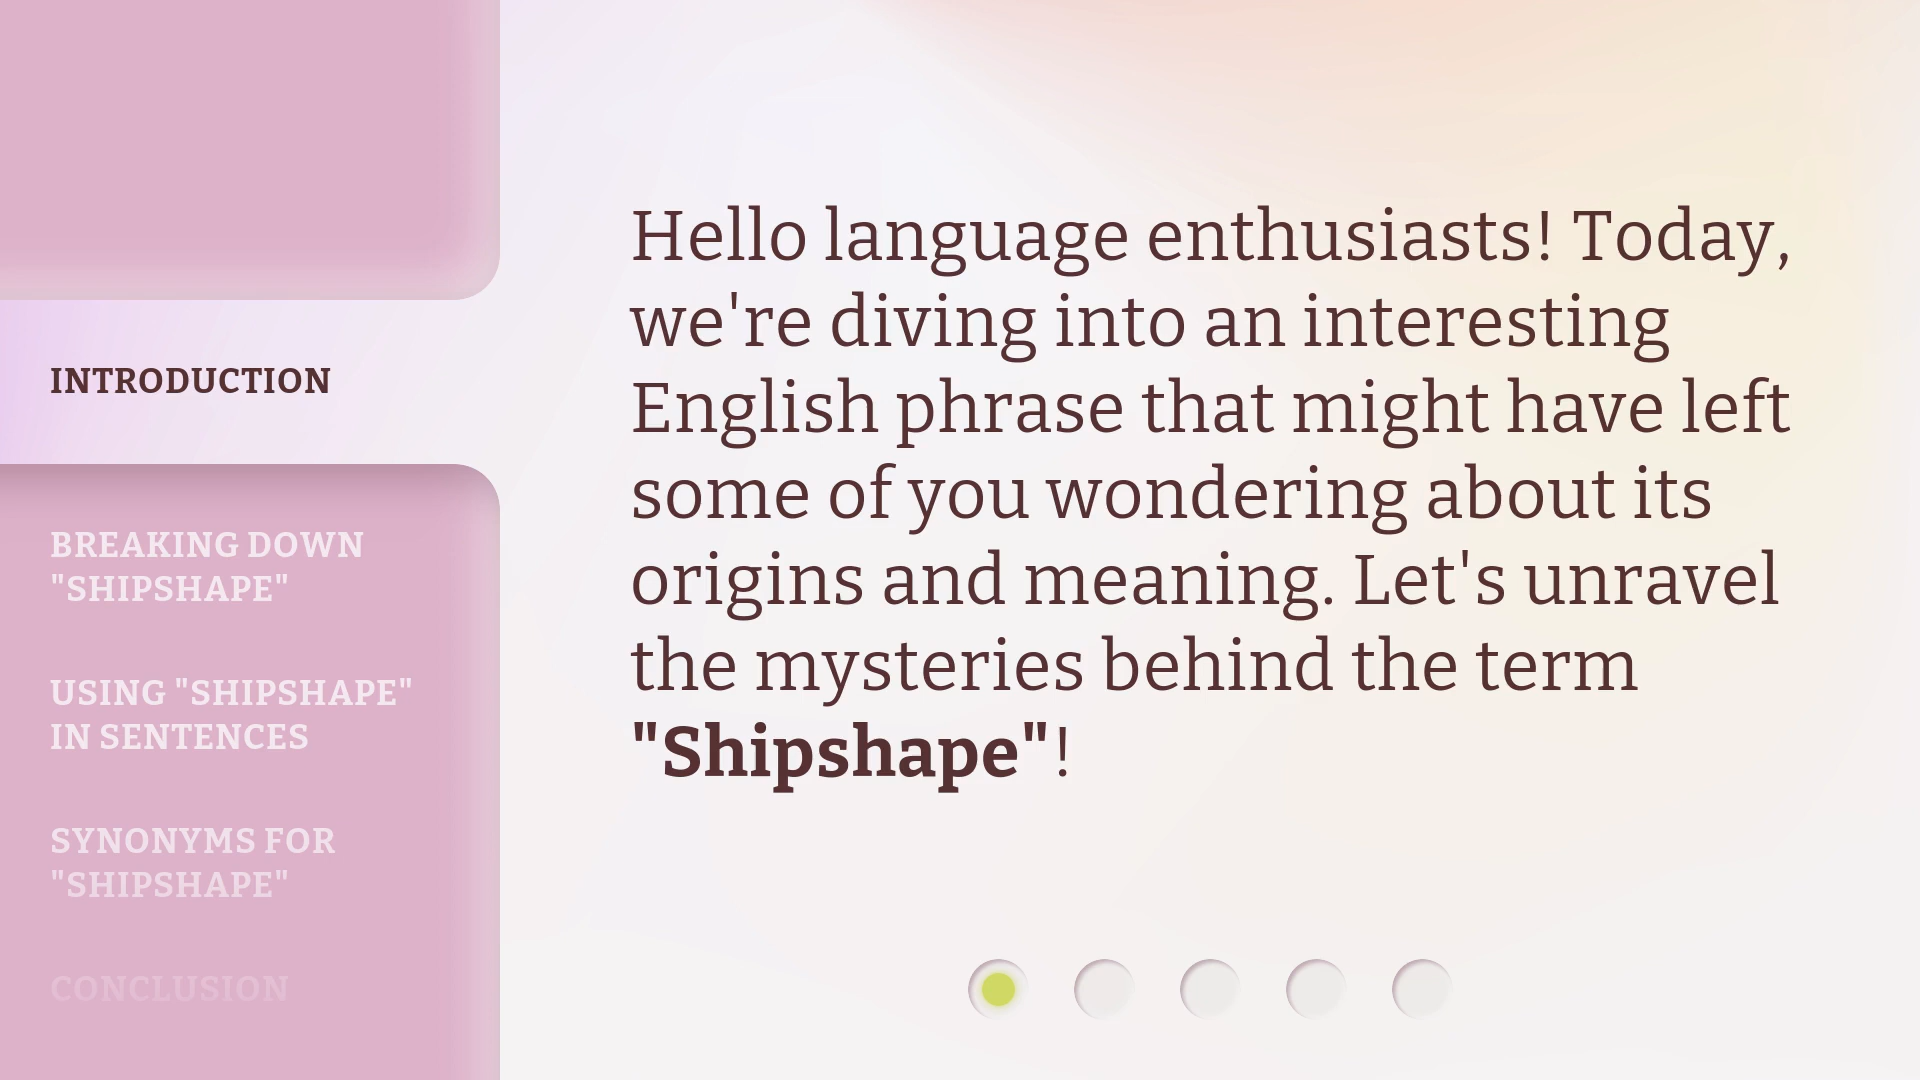 INTRODUCTION
BREAKING DOWN
"SHIPSHAPE"
USING "SHIPSHAPE"
IN SENTENCES
SYNONYMS FOR
"SHIPSHAPE"
CONCLUSION
Hello language enthusiasts! Today,
we're diving into an interesting
English phrase that might have left
some of you wondering about its
origins and meaning. Let's unravel
the mysteries behind the term
"Shipshape"!